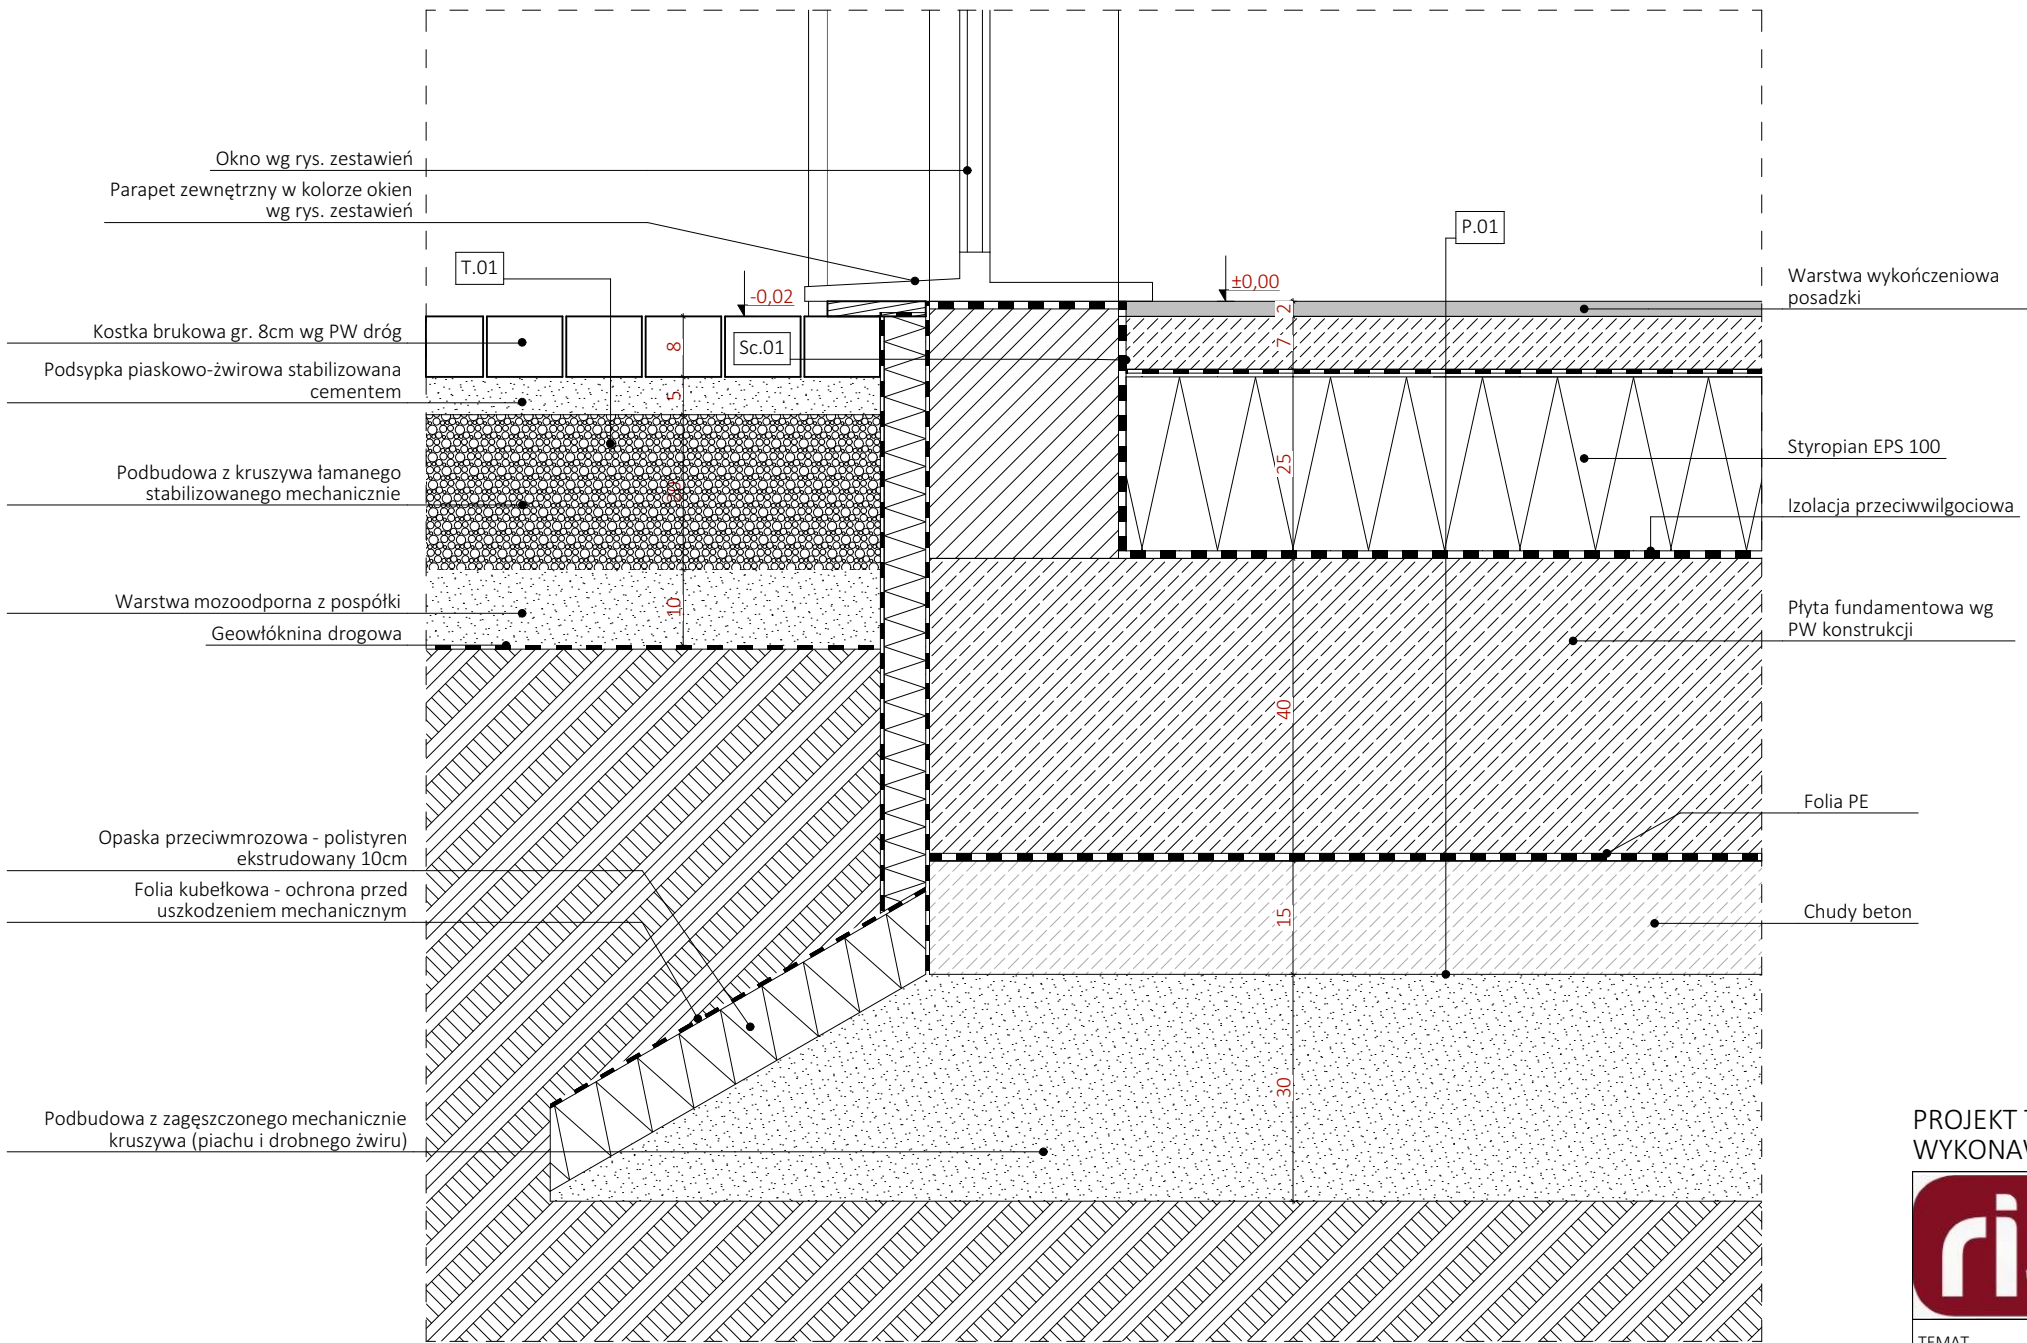 Okno wg rys. zestawień
Parapet zewnętrzny w kolorze okien
wg rys. zestawień
T.01
-0,02
±0,00
P.01
Warstwa wykończeniowa
posadzki
Kostka brukowa gr. 8cm wg PW dróg
8
Sc.01
2
7
Podsypka piaskowo-żwirowa stabilizowana
cementem
5
Styropian EPS 100
25
Podbudowa z kruszywa łamanego
stabilizowanego mechanicznie
20
Izolacja przeciwwilgociowa
Warstwa mozoodporna z pospółki
10
Geowłóknina drogowa
Płyta fundamentowa wg
PW konstrukcji
40
Folia PE
Opaska przeciwmrozowa - polistyren
ekstrudowany 10cm
Folia kubełkowa - ochrona przed
uszkodzeniem mechanicznym
15
Chudy beton
30
Podbudowa z zagęszczonego mechanicznie
kruszywa (piachu i drobnego żwiru)
PROJEKT
ri
TEMAT